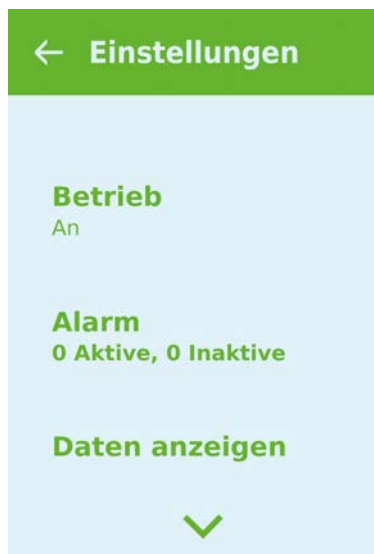 Einstellungen
Betrieb
An
Alarm
0 Aktive, 0 Inaktive
Daten anzeigen